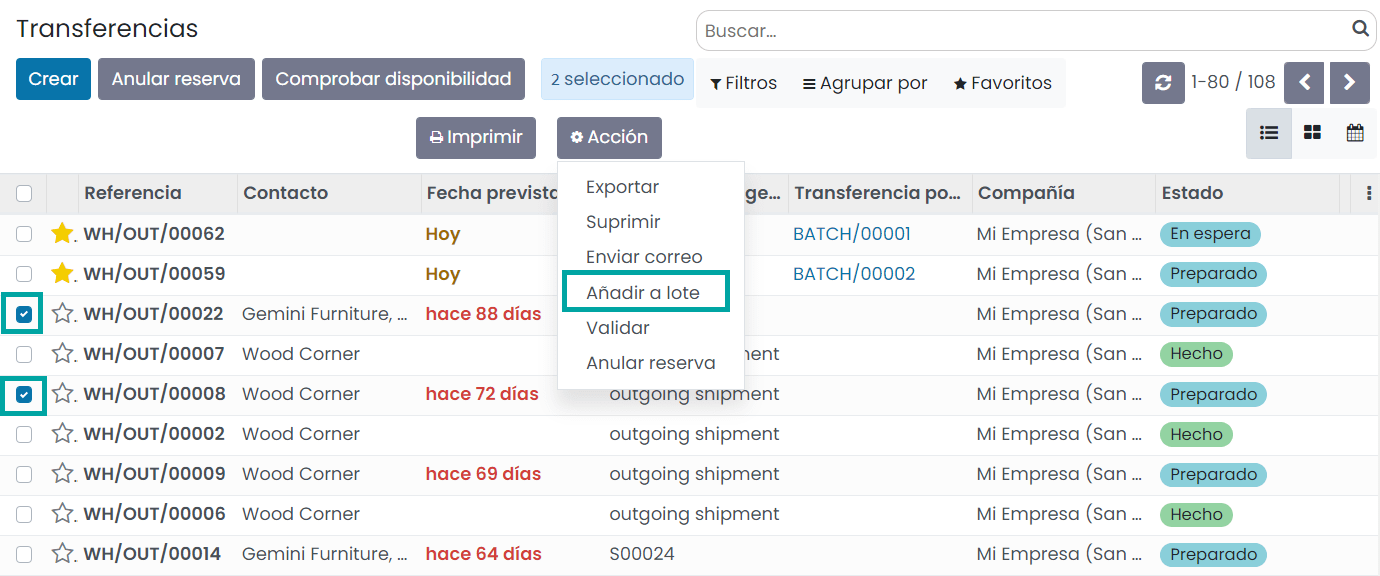 Transferencias
Buscar...
Crear Anular reserva Comprobar disponibilidad 2 seleccionado Filtros Agrupar por Favoritos 1-80 / 108
Imprimir Acción
Exportar
Suprimir
Enviar correo
Añadir a lote
Validar
Anular reserva
Referencia Contacto Fecha prevista ge... Transferencia po... Compañía Estado
WH/OUT/00062 Hoy BATCH/00001 Mi Empresa (San ... En espera
WH/OUT/00059 Hoy BATCH/00002 Mi Empresa (San ... Preparado
WH/OUT/00022 Gemini Furniture, ... hace 88 días Mi Empresa (San ... Preparado
WH/OUT/00007 Wood Corner ment Mi Empresa (San ... Hecho
WH/OUT/00008 Wood Corner hace 72 días outgoing shipment Mi Empresa (San ... Preparado
WH/OUT/00002 Wood Corner outgoing shipment Mi Empresa (San ... Hecho
WH/OUT/00009 Wood Corner hace 69 días outgoing shipment Mi Empresa (San ... Preparado
WH/OUT/00006 Wood Corner outgoing shipment Mi Empresa (San ... Hecho
WH/OUT/00014 Gemini Furniture, ... hace 64 días S00024 Mi Empresa (San ... Preparado